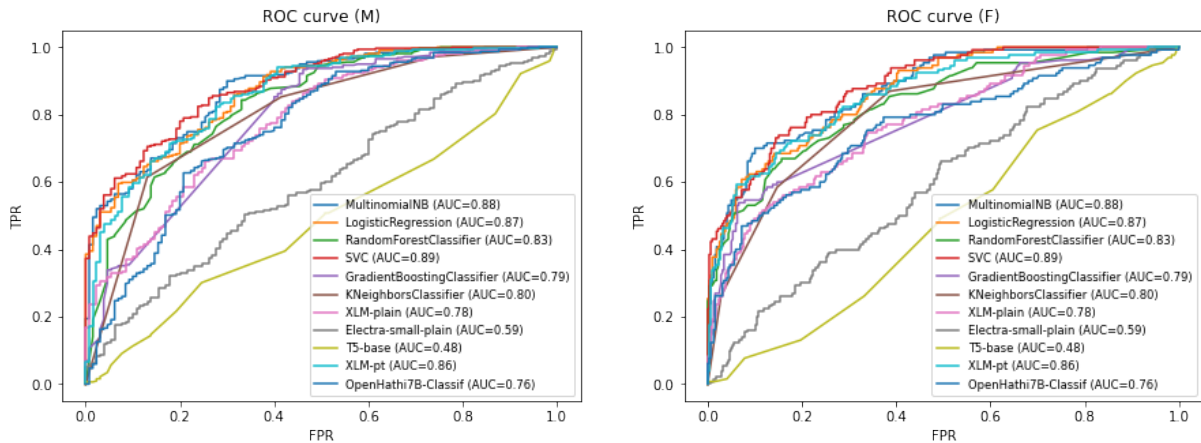 ROC curve (M)
TPR
1.0
0.8
0.6
0.4
0.2
0.0
MultinomialNB (AUC=0.88)
LogisticRegression (AUC=0.87)
RandomForestClassifier (AUC=0.83)
SVC (AUC=0.89)
GradientBoostingClassifier (AUC=0.79)
KNeighborsClassifier (AUC=0.80)
XLM-plain (AUC=0.78)
Electra-small-plain (AUC=0.59)
T5-base (AUC=0.48)
XLM-pt (AUC=0.86)
OpenHathi7B-Classif (AUC=0.76)
0.0 0.2 0.4 0.6 0.8 1.0
FPR
ROC curve (F)
TPR
1.0
0.8
0.6
0.4
0.2
0.0
MultinomialNB (AUC=0.88)
LogisticRegression (AUC=0.87)
RandomForestClassifier (AUC=0.83)
SVC (AUC=0.89)
GradientBoostingClassifier (AUC=0.79)
KNeighborsClassifier (AUC=0.80)
XLM-plain (AUC=0.78)
Electra-small-plain (AUC=0.59)
T5-base (AUC=0.48)
XLM-pt (AUC=0.86)
OpenHathi7B-Classif (AUC=0.76)
0.0 0.2 0.4 0.6 0.8 1.0
FPR